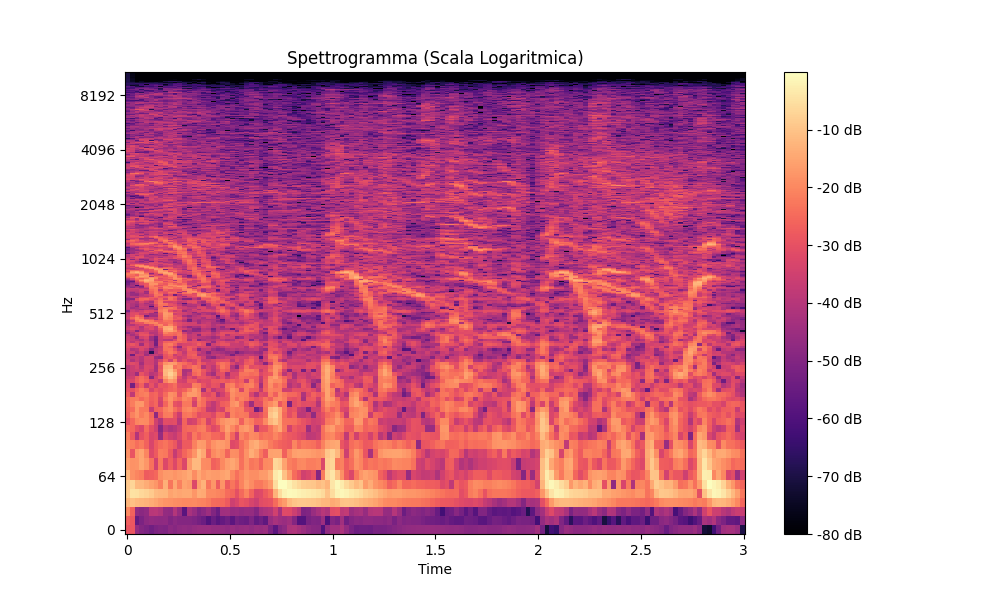 Spettrogramma (Scala Logaritmica)
Hz
8192
4096
2048
1024
512
256
128
64
0
0 0.5 1 1.5 2 2.5 3
Time
-10 dB
-20 dB
-30 dB
-40 dB
-50 dB
-60 dB
-70 dB
-80 dB